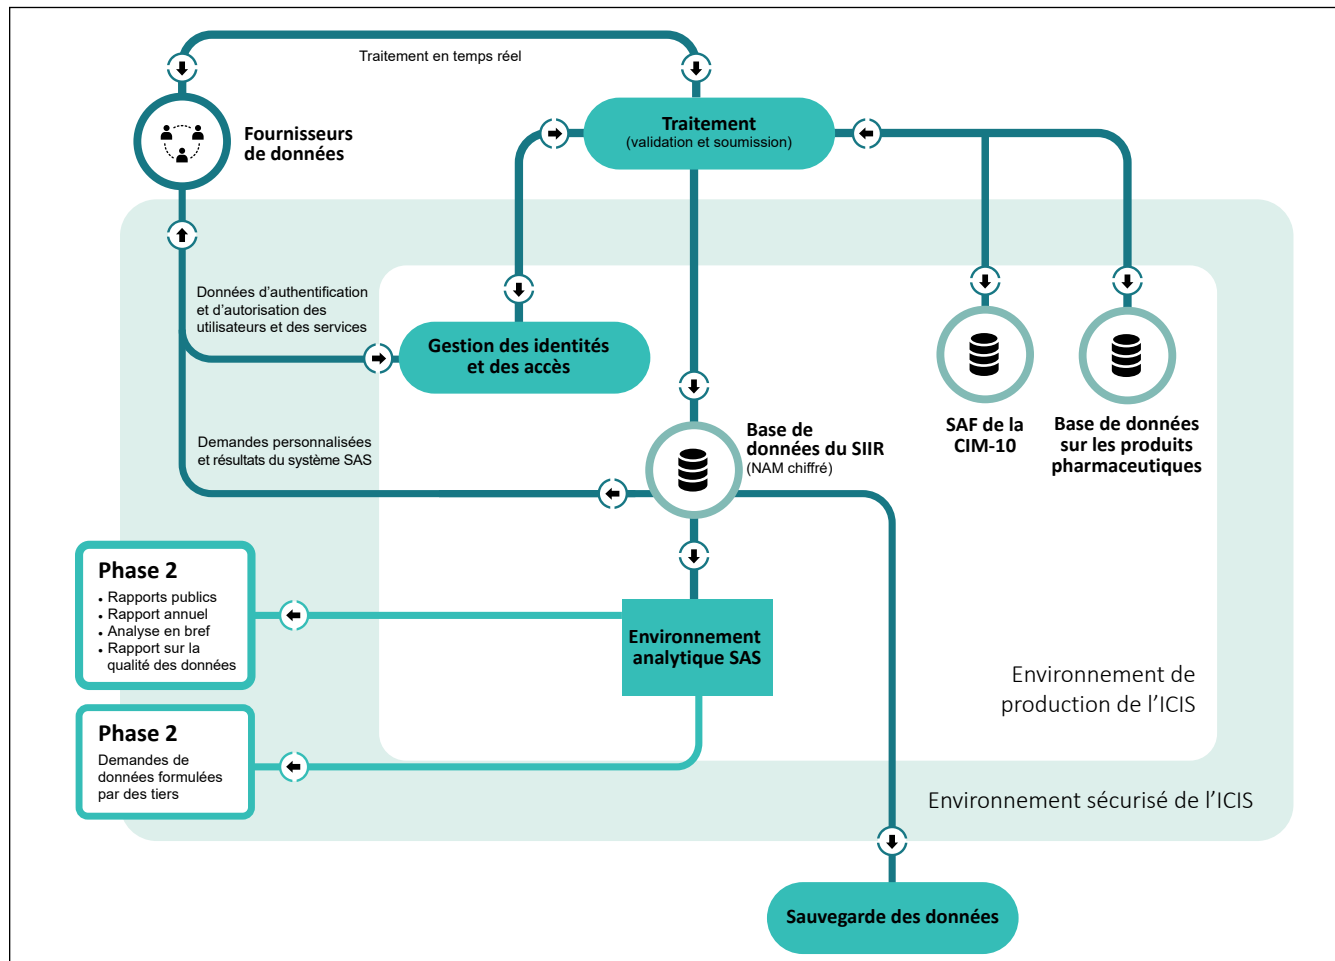 Traitement en temps réel
Fournisseurs
de données
Traitement
(validation et soumission)
Données d'authentification
et d'autorisation des
utilisateurs et des services
Gestion des identités
et des accès
Demandes personnalisées
et résultats du système SAS
Base de
données du SIIR
(NAM chiffré)
SAF de la
CIM-10
Base de données
sur les produits
pharmaceutiques
Phase 2
• Rapports publics
• Rapport annuel
• Analyse en bref
• Rapport sur la
qualité des données
Environnement
analytique SAS
Environnement de
production de l'ICIS
Phase 2
Demandes de
données formulées
par des tiers
Environnement sécurisé de l'ICIS
Sauvegarde des données